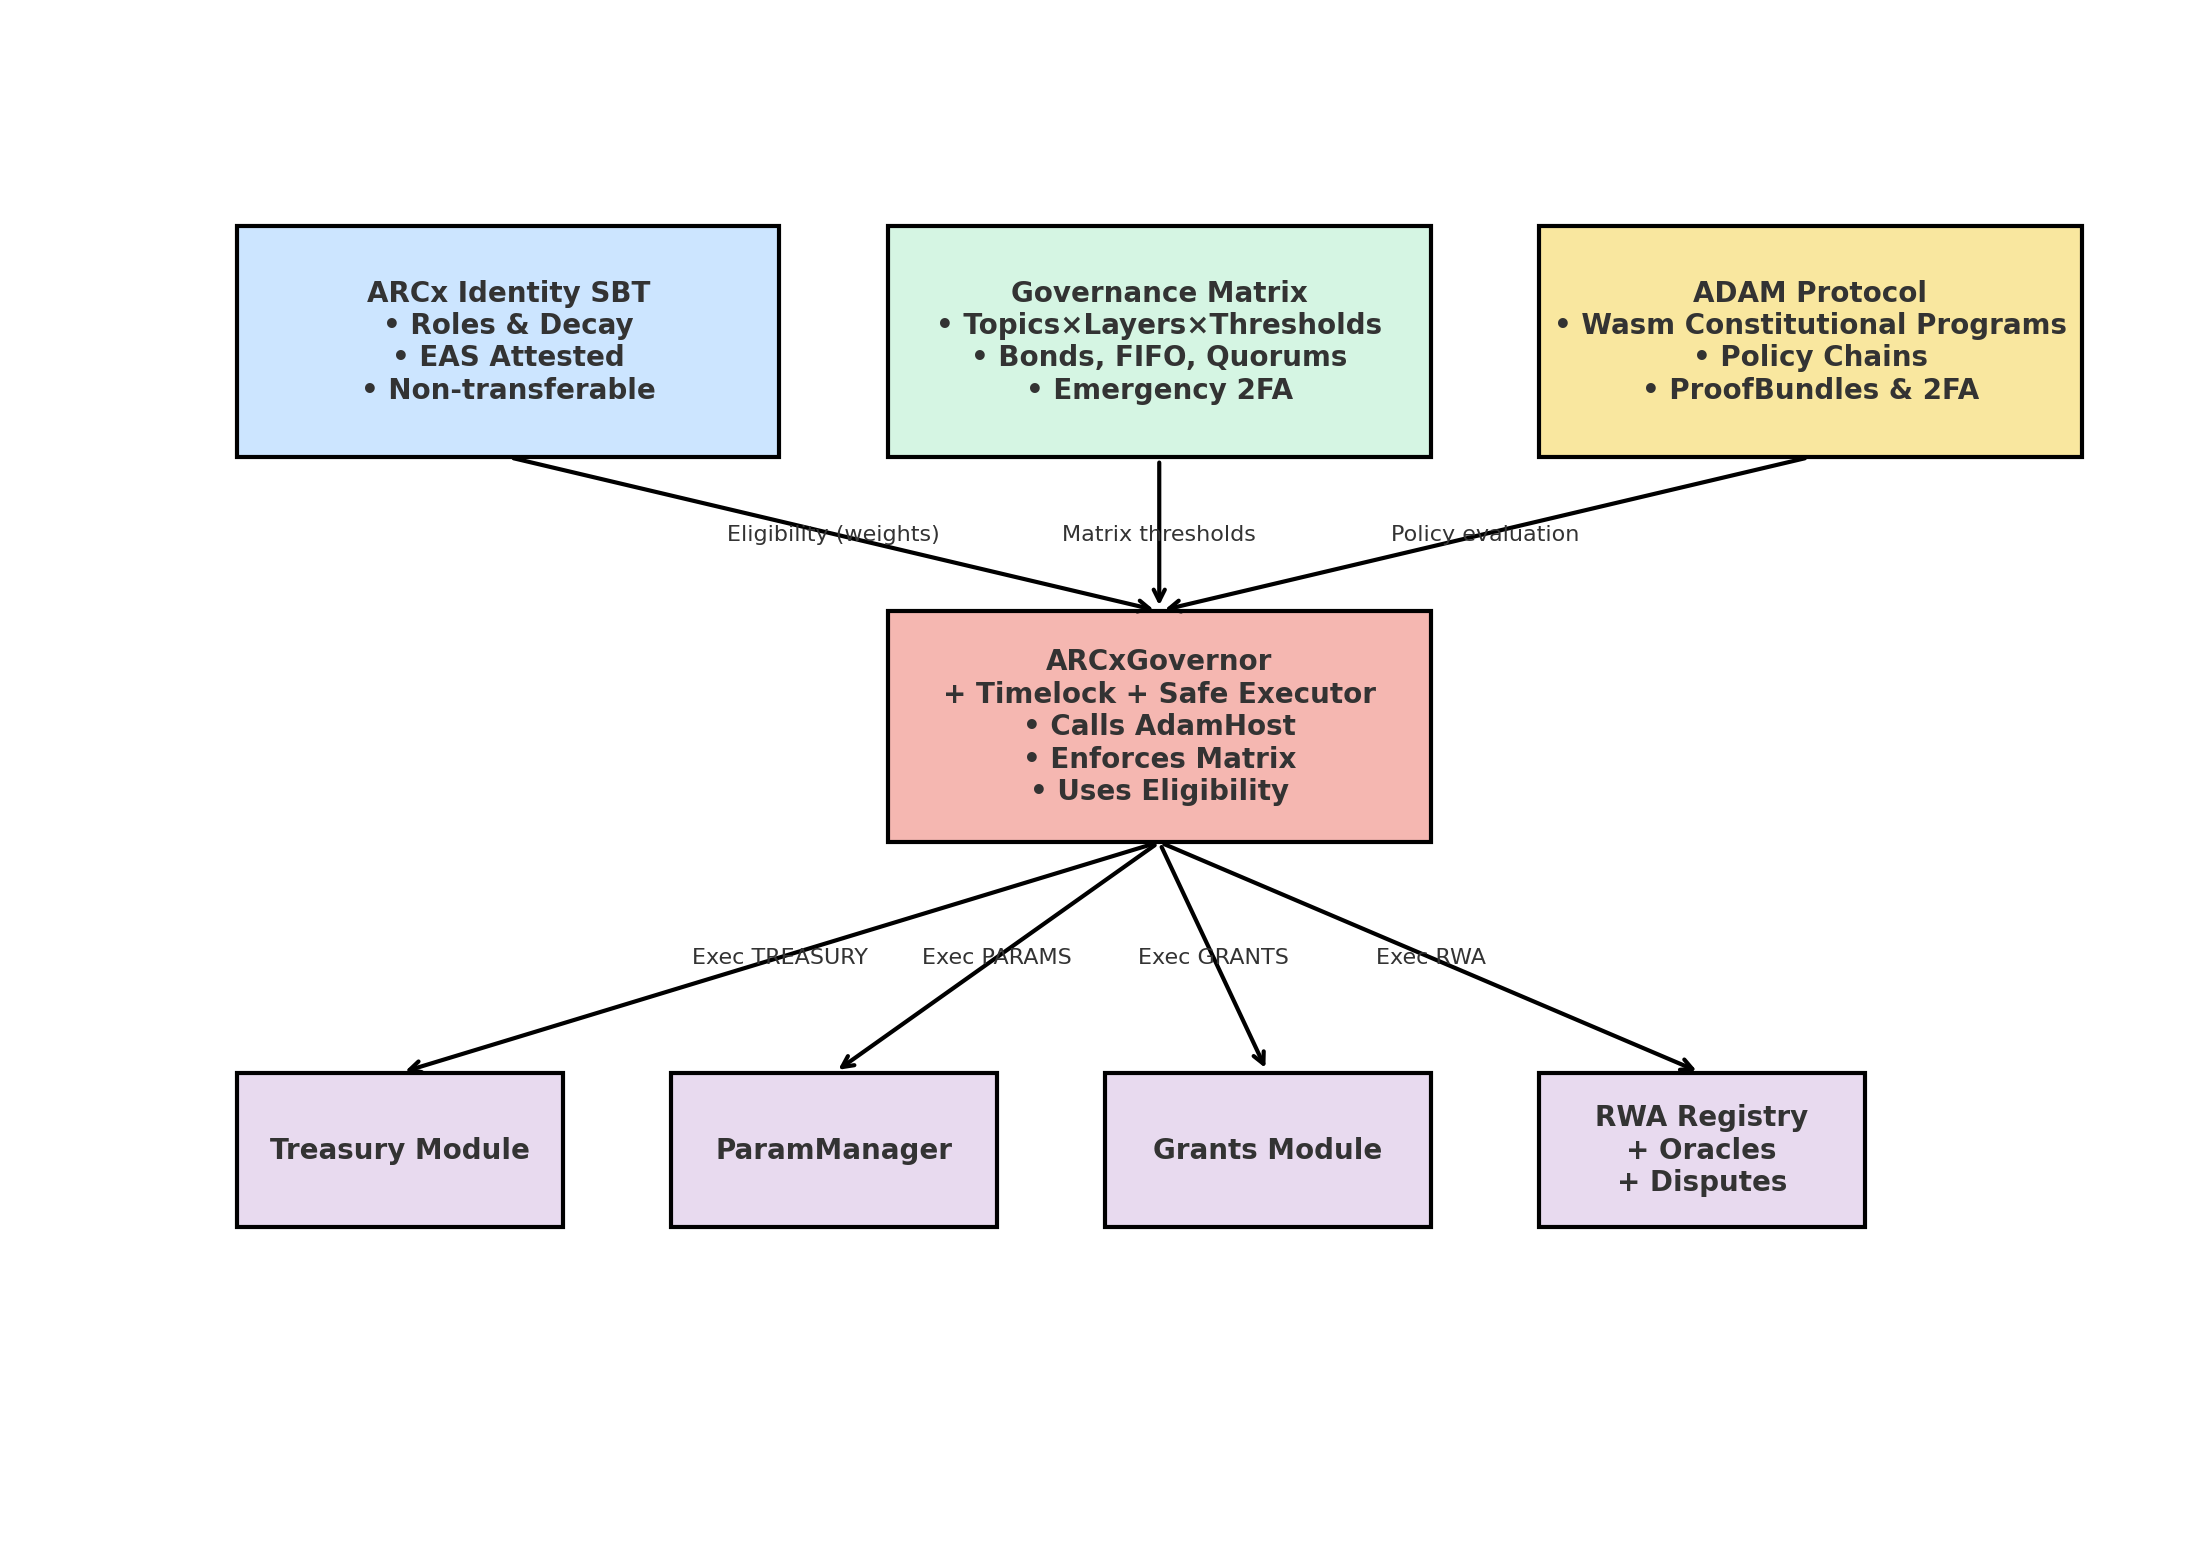 ARCx Identity SBT
• Roles & Decay
• EAS Attested
• Non-transferable
Governance Matrix
• Topics×Layers×Thresholds
• Bonds, FIFO, Quorums
• Emergency 2FA
ADAM Protocol
• Wasm Constitutional Programs
• Policy Chains
• ProofBundles & 2FA
Eligibility (weights)
Matrix thresholds
Policy evaluation
ARCxGovernor
+ Timelock + Safe Executor
• Calls AdamHost
• Enforces Matrix
• Uses Eligibility
Exec TREASURY
Exec PARAMS
Exec GRANTS
Exec RWA
Treasury Module
ParamManager
Grants Module
RWA Registry
+ Oracles
+ Disputes